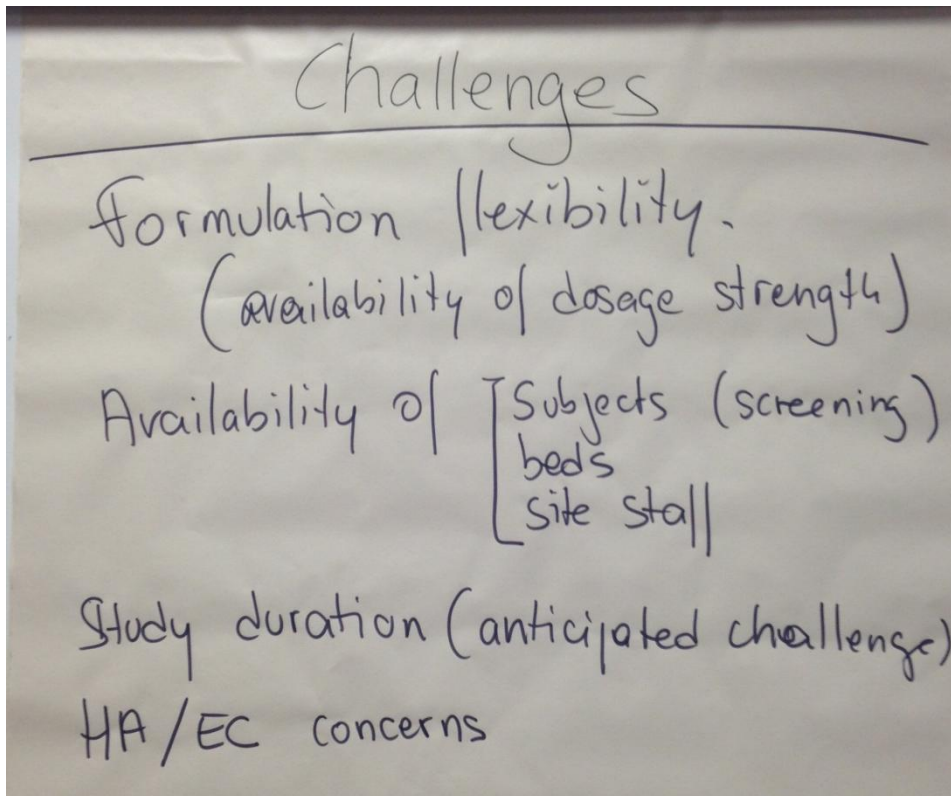 Challenges
Formulation flexibility.
(availability of dosage strength)
Availability of [ Subjects (screening)
beds
site staff
Study duration (anticipated challenge)
HA/EC concerns